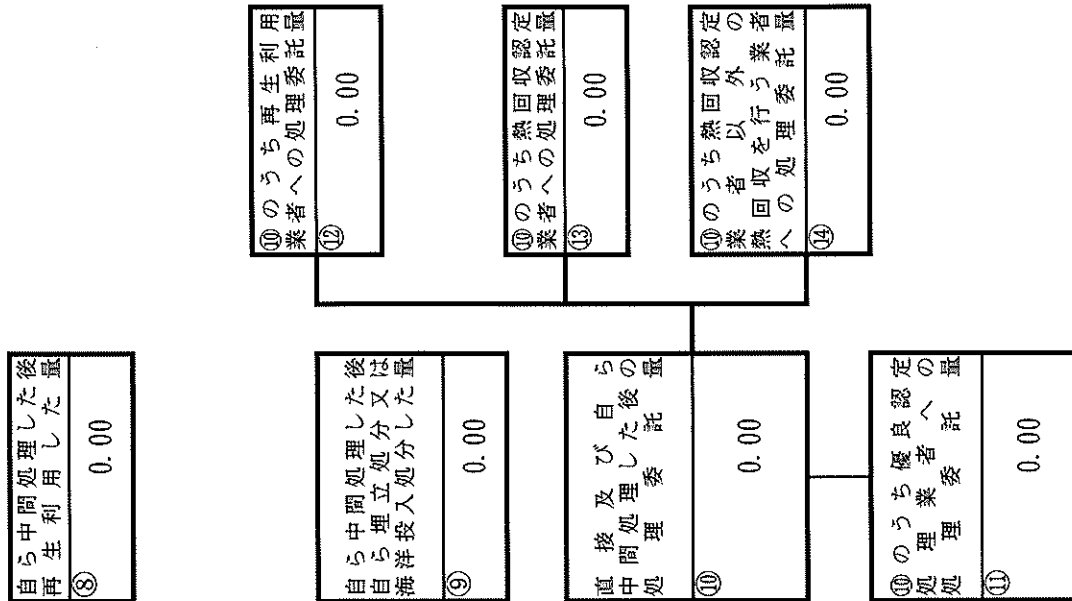 自ら中間処理した後
再生利用した量
⑧
0.00
自ら中間処理した後
自ら埋立処分又は
海洋投入処分した量
⑨
0.00
直接及び自ら
中間処理した後の
処理委託量
⑩
0.00
⑩のうち優良認定
処理業者への
処理委託量
⑪
0.00
⑩のうち再生利用
業者への処理委託量
⑫
0.00
⑩のうち熱回収認定
業者への処理委託量
⑬
0.00
⑩のうち熱回収認定
業者以外の
熱回収を行う業者
への処理委託量
⑭
0.00